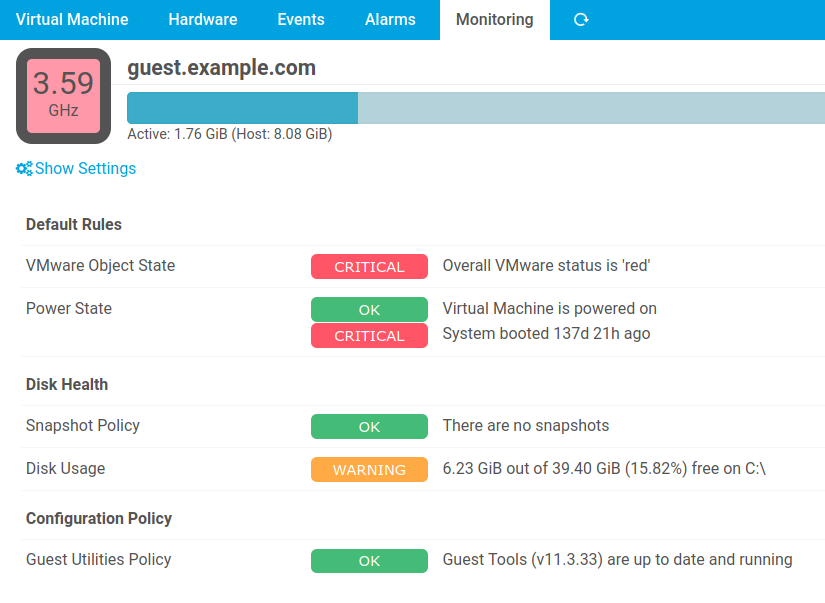 Virtual Machine Hardware Events Alarms Monitoring
guest.example.com
3.59
GHz
Active: 1.76 GiB (Host: 8.08 GiB)
Show Settings
Default Rules
VMware Object State CRITICAL Overall VMware status is 'red'
Power State OK Virtual Machine is powered on
CRITICAL System booted 137d 21h ago
Disk Health
Snapshot Policy OK There are no snapshots
Disk Usage WARNING 6.23 GiB out of 39.40 GiB (15.82%) free on C:\
Configuration Policy
Guest Utilities Policy OK Guest Tools (v11.3.33) are up to date and running